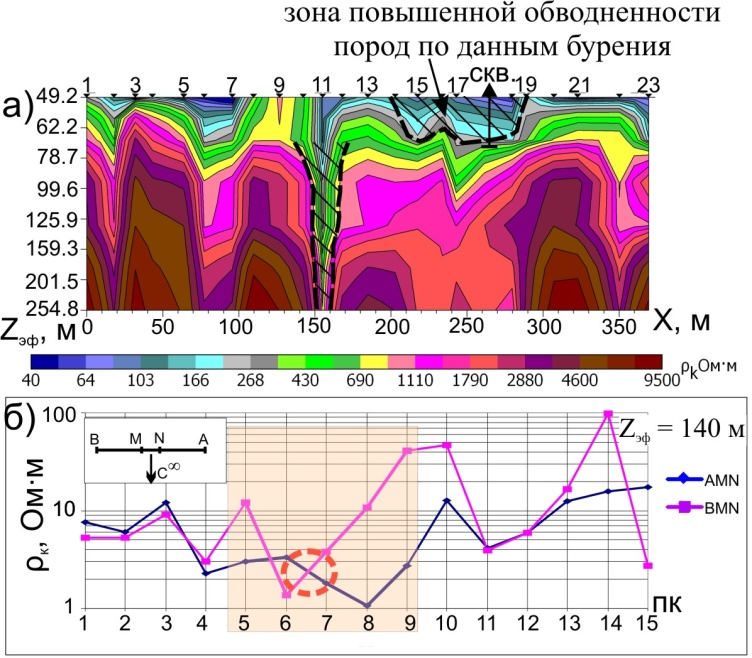 зона повышенной обводненности
пород по данным бурения
1 3 5 7 9 11 13 15 17 СКВ. 19 21 23
а)
49.2
62.2
78.7
99.6
125.9
159.3
201.5
254.8
Zэф, м
0 50 100 150 200 250 300 350 X, м
40 64 103 166 268 430 690 1110 1790 2880 4600 9500
ρk Ом·м
б)
100
10
1
ρк, Ом·м
B M N A
C∞
Zэф = 140 м
AMN
BMN
1 2 3 4 5 6 7 8 9 10 11 12 13 14 15
ПК